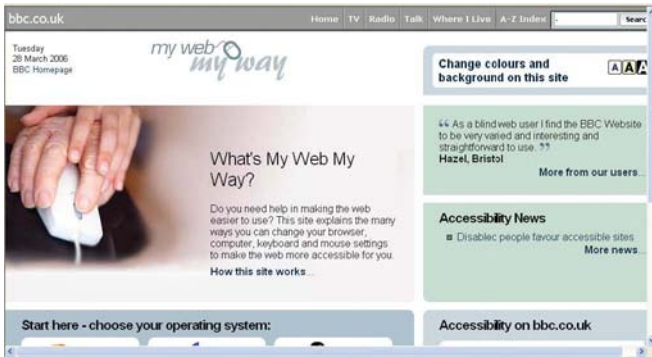 bbc.co.uk
Home TV Radio Talk Where I Live A-Z Index
Searc
Tuesday
28 March 2006
BBC Homepage
my web
my way
Change colours and
background on this site
A A A
“ As a blind web user I find the BBC Website
to be very varied and interesting and
straightforward to use. ”
Hazel, Bristol
More from our users...
What's My Web My
Way?
Do you need help in making the web
easier to use? This site explains the many
ways you can change your browser,
computer, keyboard and mouse settings
to make the web more accessible for you.
How this site works...
Accessibility News
Disablec people favour accessible sites
More news...
Start here - choose your operating system:
Accessibility on bbc.co.uk